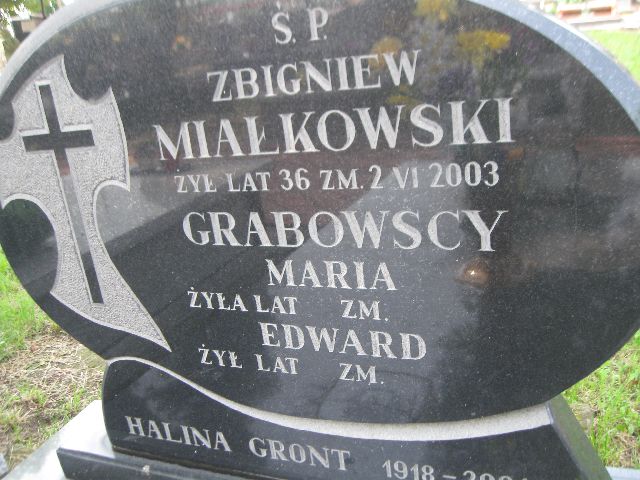 Ś. P.
ZBIGNIEW
MIAŁKOWSKI
ŻYŁ LAT 36 ZM. 2 VI 2003
GRABOWSCY
MARIA
ŻYŁA LAT ZM.
EDWARD
ŻYŁ LAT ZM.
HALINA GRONT 1918 -